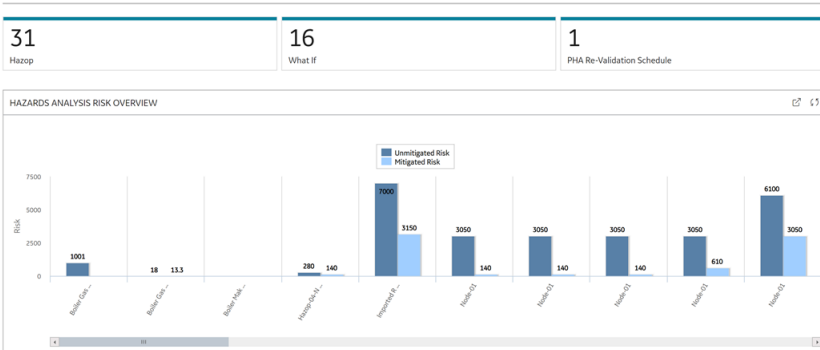 31
Hazop
16
What If
1
PHA Re-Validation Schedule
HAZARDS ANALYSIS RISK OVERVIEW
Unmitigated Risk
Mitigated Risk
Risk
7500
5000
2500
0
1001
18 13.3
280 140
7000 3150
3050 140
3050 140
3050 140
3050 610
6100 3050
Boiler Gas ...
Boiler Gas ...
Boiler Mak ...
Hazop-04-N ...
Imported R ...
Node-01
Node-01
Node-01
Node-01
Node-01